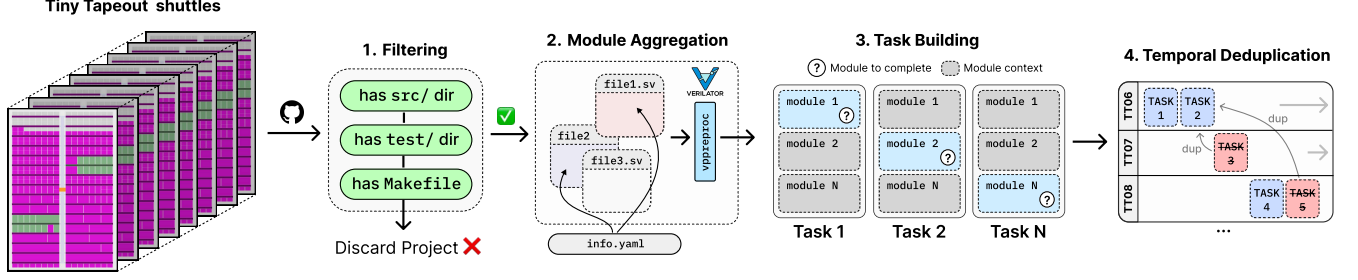 Tiny Tapeout shuttles
1. Filtering
has src/ dir
has test/ dir
has Makefile
Discard Project
2. Module Aggregation
file1.sv
file2
file3.sv
info.yaml
VERILATOR
vppreproc
3. Task Building
? Module to complete
Module context
module 1
?
module 2
module N
Task 1
module 1
module 2
?
module N
Task 2
module 1
module 2
module N
?
Task N
4. Temporal Deduplication
TT06
TASK
1
TASK
2
dup
TT07
dup
TASK
3
TT08
TASK
4
TASK
5
...